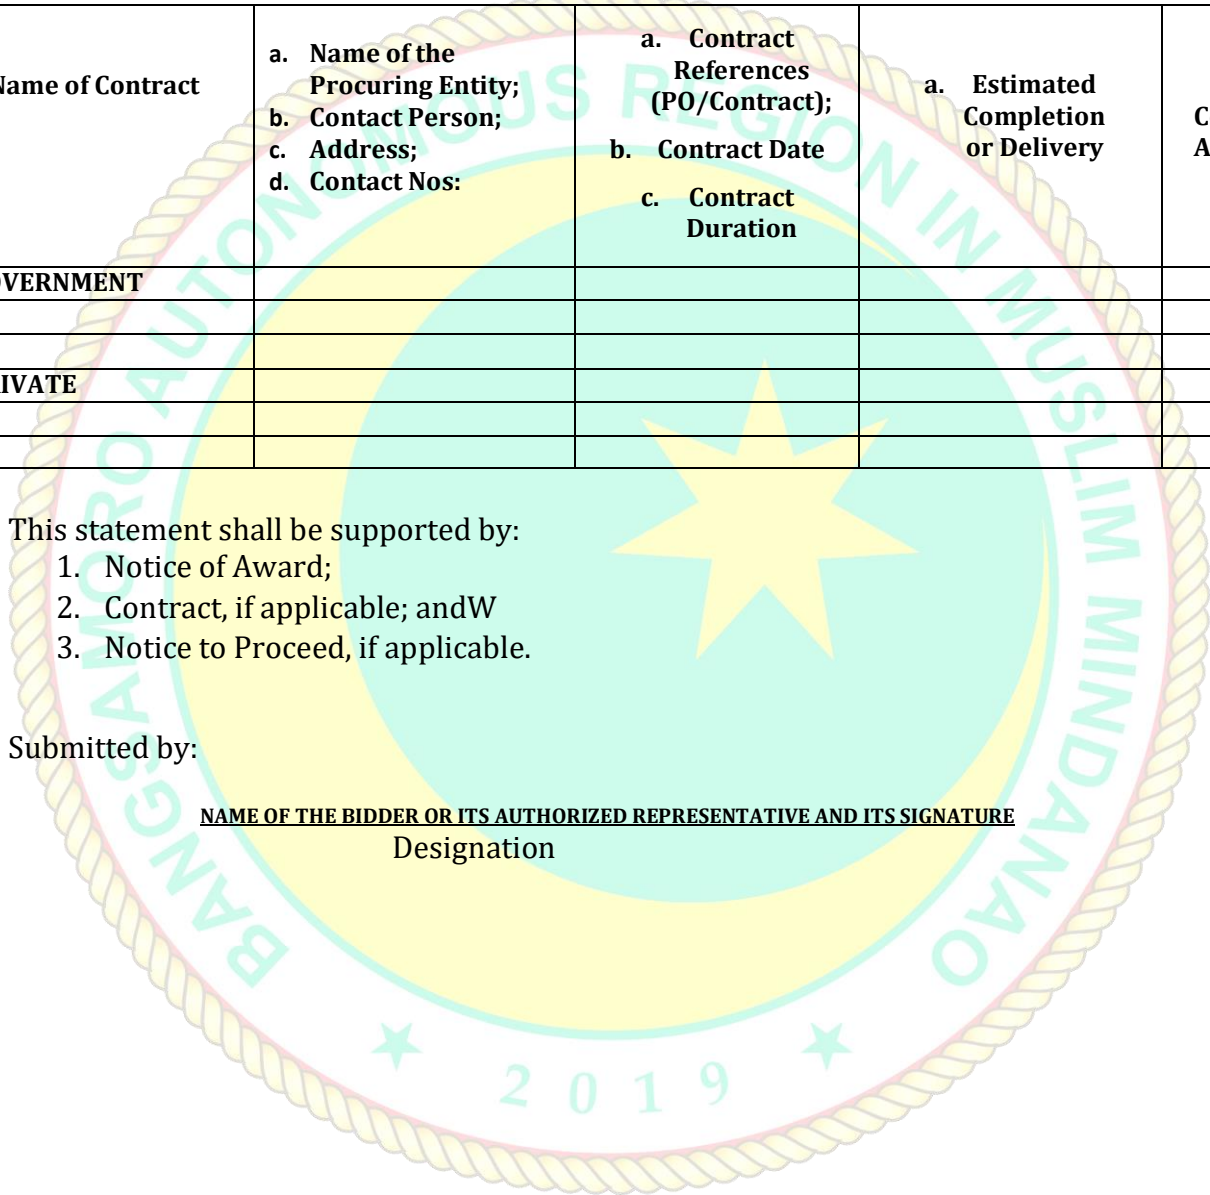 Name of Contract
a. Name of the
Procuring Entity;
b. Contact Person;
c. Address;
d. Contact Nos:
a. Contract
References
(PO/Contract);
b. Contract Date
c. Contract
Duration
a. Estimated
Completion
or Delivery
C
A
OVERNMENT
IVATE
This statement shall be supported by:
1. Notice of Award;
2. Contract, if applicable; andW
3. Notice to Proceed, if applicable.
Submitted by:
NAME OF THE BIDDER OR ITS AUTHORIZED REPRESENTATIVE AND ITS SIGNATURE
Designation
BANGSAMORO AUTONOMOUS REGION IN MUSLIM MINDANAO
2019